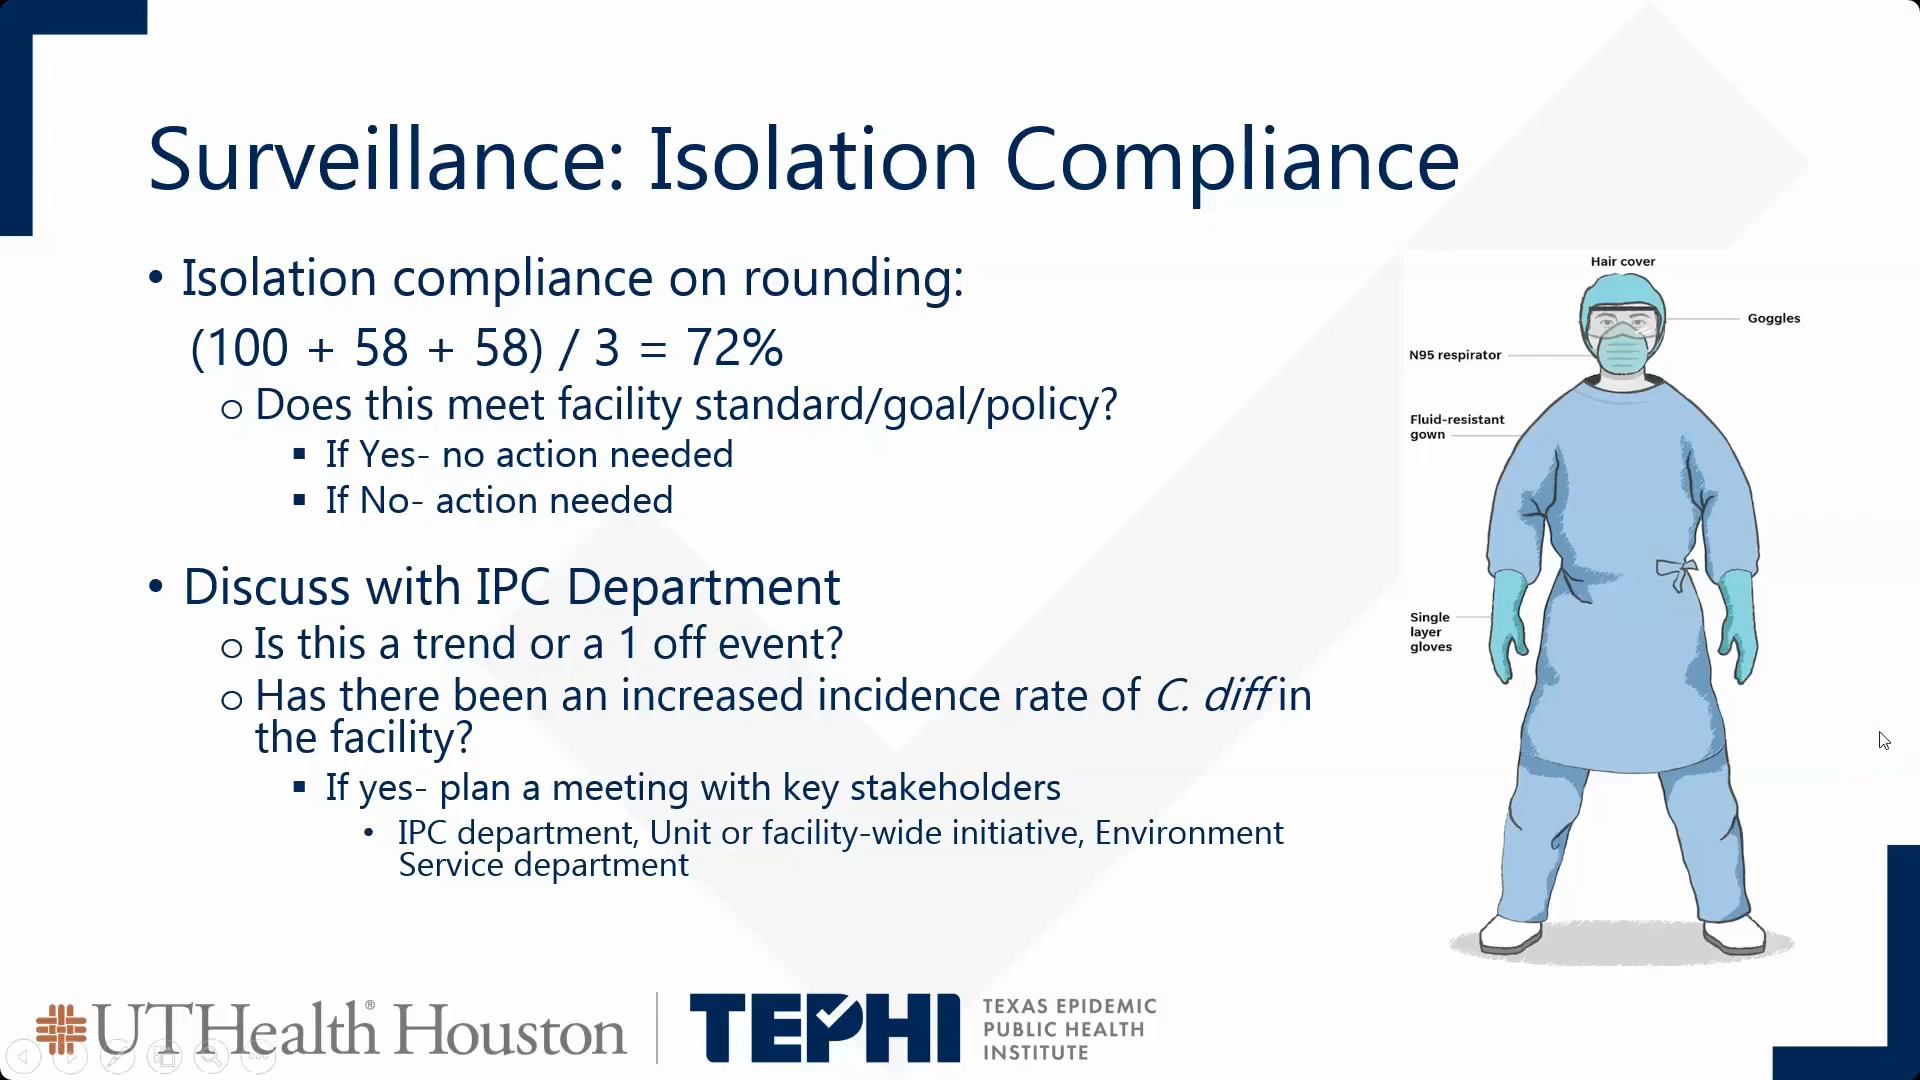 Surveillance: Isolation Compliance
• Isolation compliance on rounding:
(100 + 58 + 58) / 3 = 72%
o Does this meet facility standard/goal/policy?
▪ If Yes- no action needed
▪ If No- action needed
• Discuss with IPC Department
o Is this a trend or a 1 off event?
o Has there been an increased incidence rate of C. diff in
the facility?
▪ If yes- plan a meeting with key stakeholders
• IPC department, Unit or facility-wide initiative, Environment
Service department
Hair cover
Goggles
N95 respirator
Fluid-resistant
gown
Single
layer
gloves
UTHealth® Houston
TEPHI
TEXAS EPIDEMIC
PUBLIC HEALTH
INSTITUTE